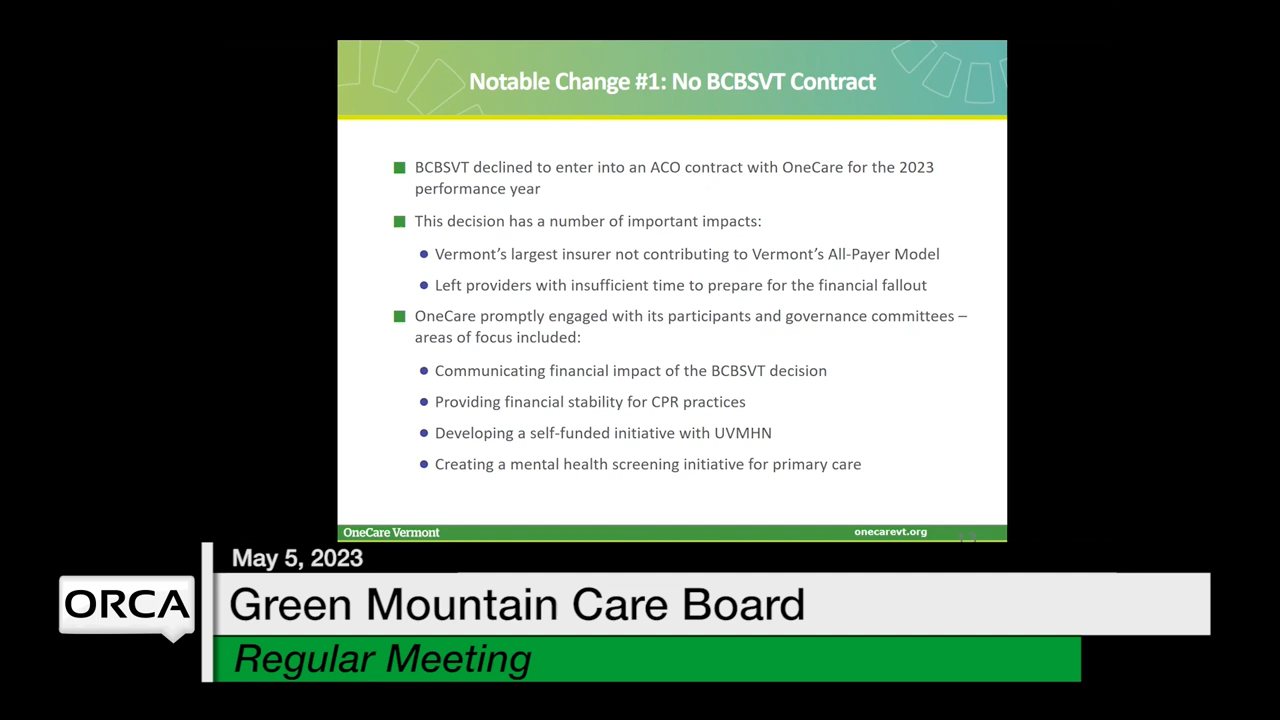 Notable Change #1: No BCBSVT Contract
BCBSVT declined to enter into an ACO contract with OneCare for the 2023
performance year
This decision has a number of important impacts:
Vermont's largest insurer not contributing to Vermont's All-Payer Model
Left providers with insufficient time to prepare for the financial fallout
OneCare promptly engaged with its participants and governance committees –
areas of focus included:
Communicating financial impact of the BCBSVT decision
Providing financial stability for CPR practices
Developing a self-funded initiative with UVMHN
Creating a mental health screening initiative for primary care
OneCare Vermont
onecarevt.org
May 5, 2023
ORCA
Green Mountain Care Board
Regular Meeting